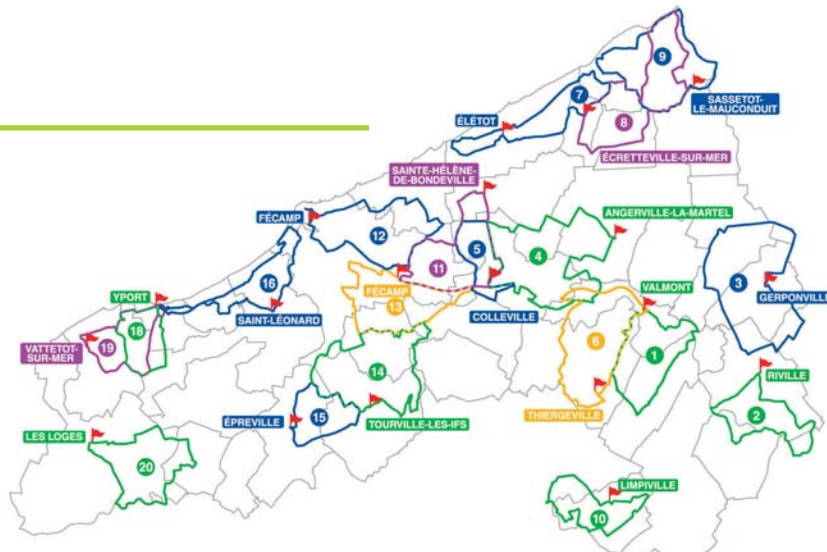 9
7
SASSETOT-
LE-MAUCONDUIT
ÉLÉTOT
8
ÉCRETTEVILLE-SUR-MER
SAINTE-HÉLÈNE-
DE-BONDEVILLE
FÉCAMP
ANGERVILLE-LA-MARTEL
12
5
4
11
16
3
YPORT
FÉCAMP
13
VALMONT
GERPONVILLE
SAINT-LÉONARD
COLLEVILLE
18
VATTETOT-
SUR-MER
19
6
1
14
RIVILLE
THIERGEVILLE
2
ÉPREVILLE
15
TOURVILLE-LES-IFS
LES LOGES
20
LIMPIVILLE
10